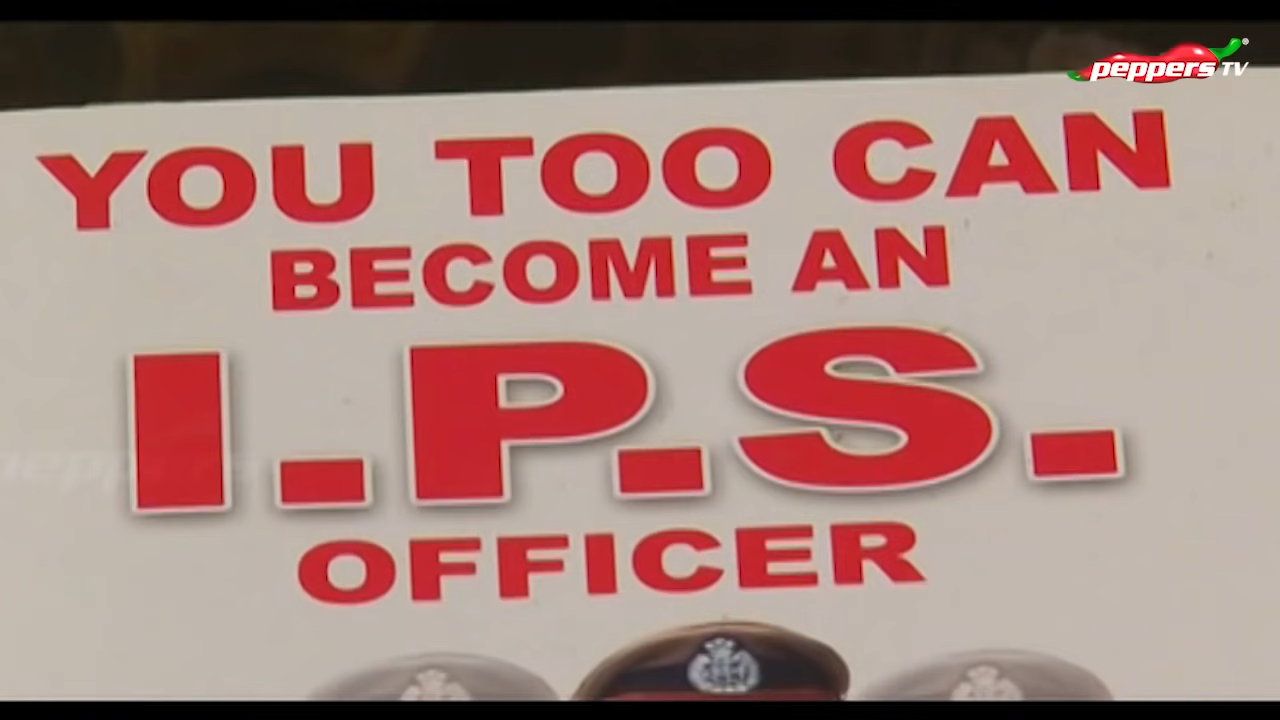 peppers TV
YOU TOO CAN
BECOME AN
I.P.S.
OFFICER